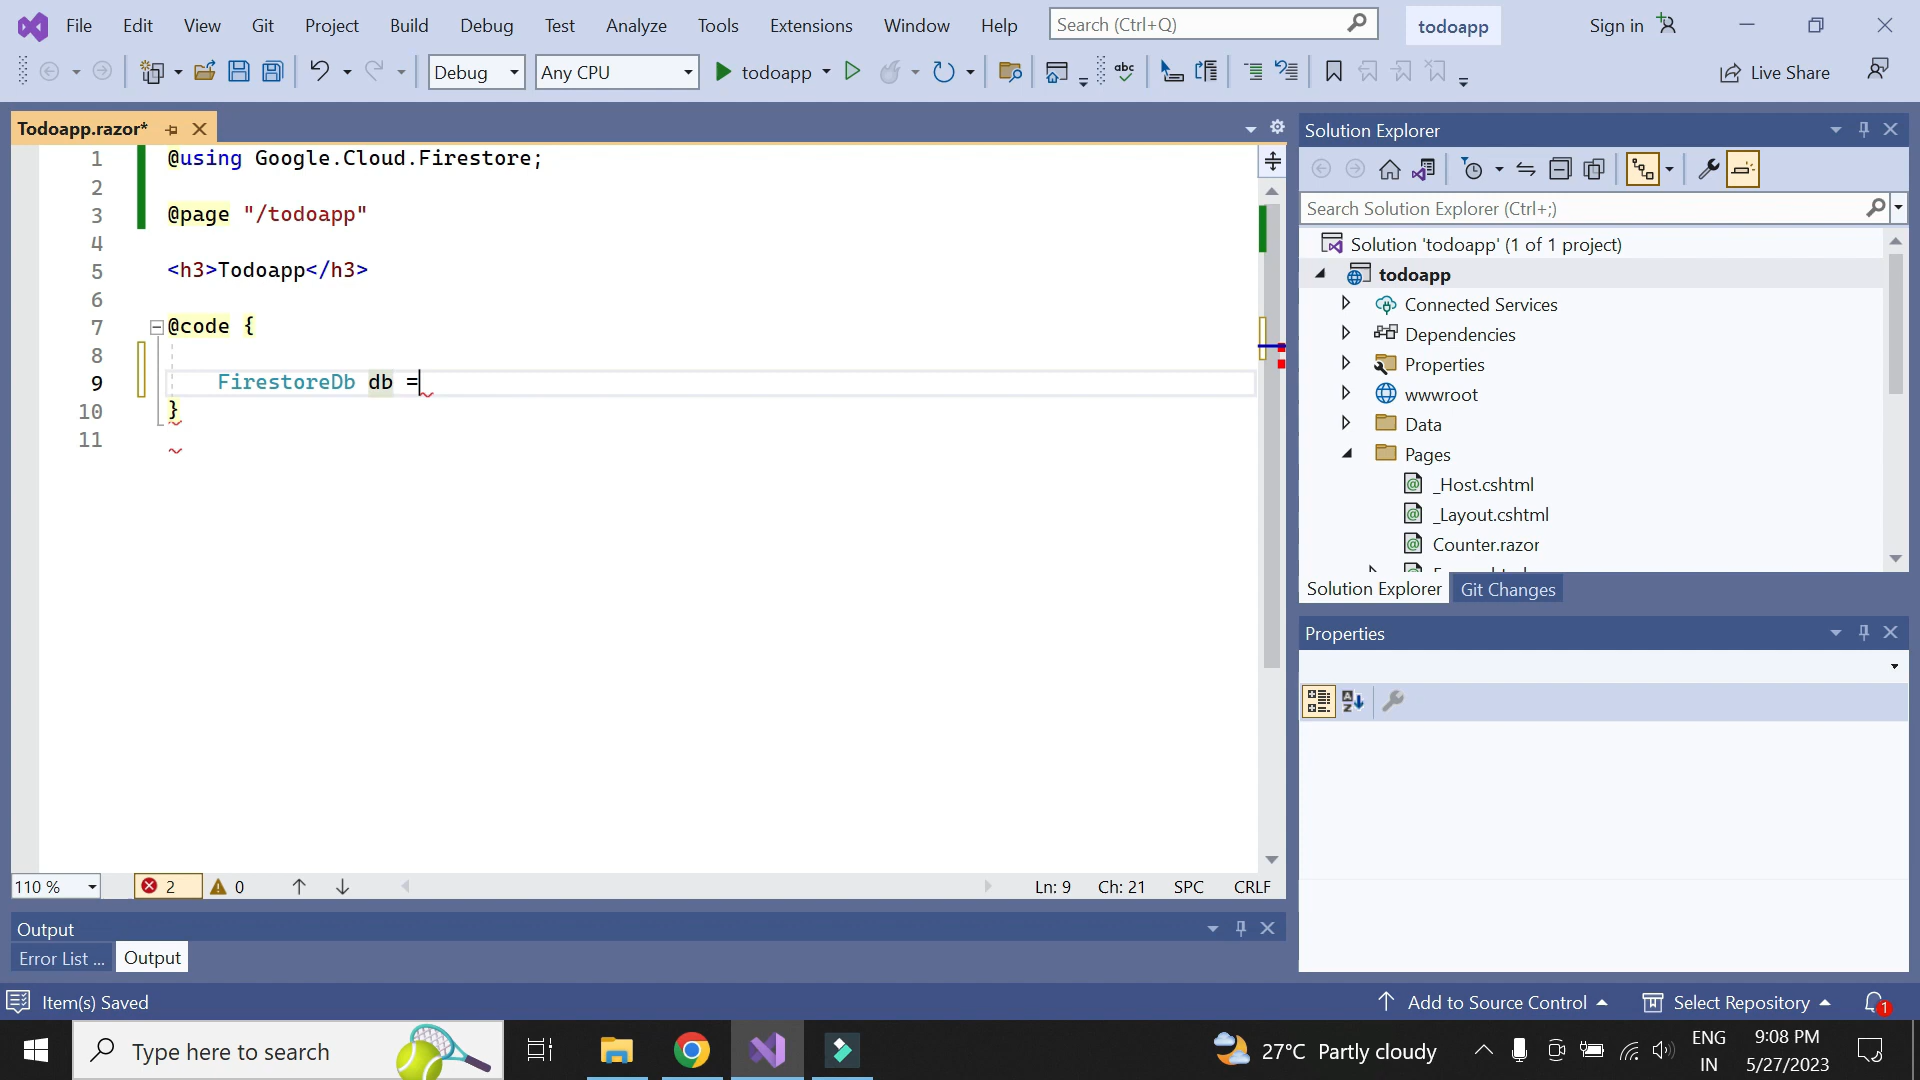 File Edit View Git Project Build Debug Test Analyze Tools Extensions Window Help Search (Ctrl+Q) todoapp Sign in
Debug Any CPU todoapp Live Share
Todoapp.razor*
1 @using Google.Cloud.Firestore;
2
3 @page "/todoapp"
4
5 <h3>Todoapp</h3>
6
7 @code {
8
9 FirestoreDb db =
10 }
11
110 % 2 0 Ln: 9 Ch: 21 SPC CRLF
Output
Error List ... Output
Solution Explorer
Search Solution Explorer (Ctrl+;)
Solution 'todoapp' (1 of 1 project)
todoapp
Connected Services
Dependencies
Properties
wwwroot
Data
Pages
_Host.cshtml
_Layout.cshtml
Counter.razor
Solution Explorer Git Changes
Properties
Item(s) Saved Add to Source Control Select Repository 1
Type here to search 27°C Partly cloudy ENG IN 9:08 PM 5/27/2023